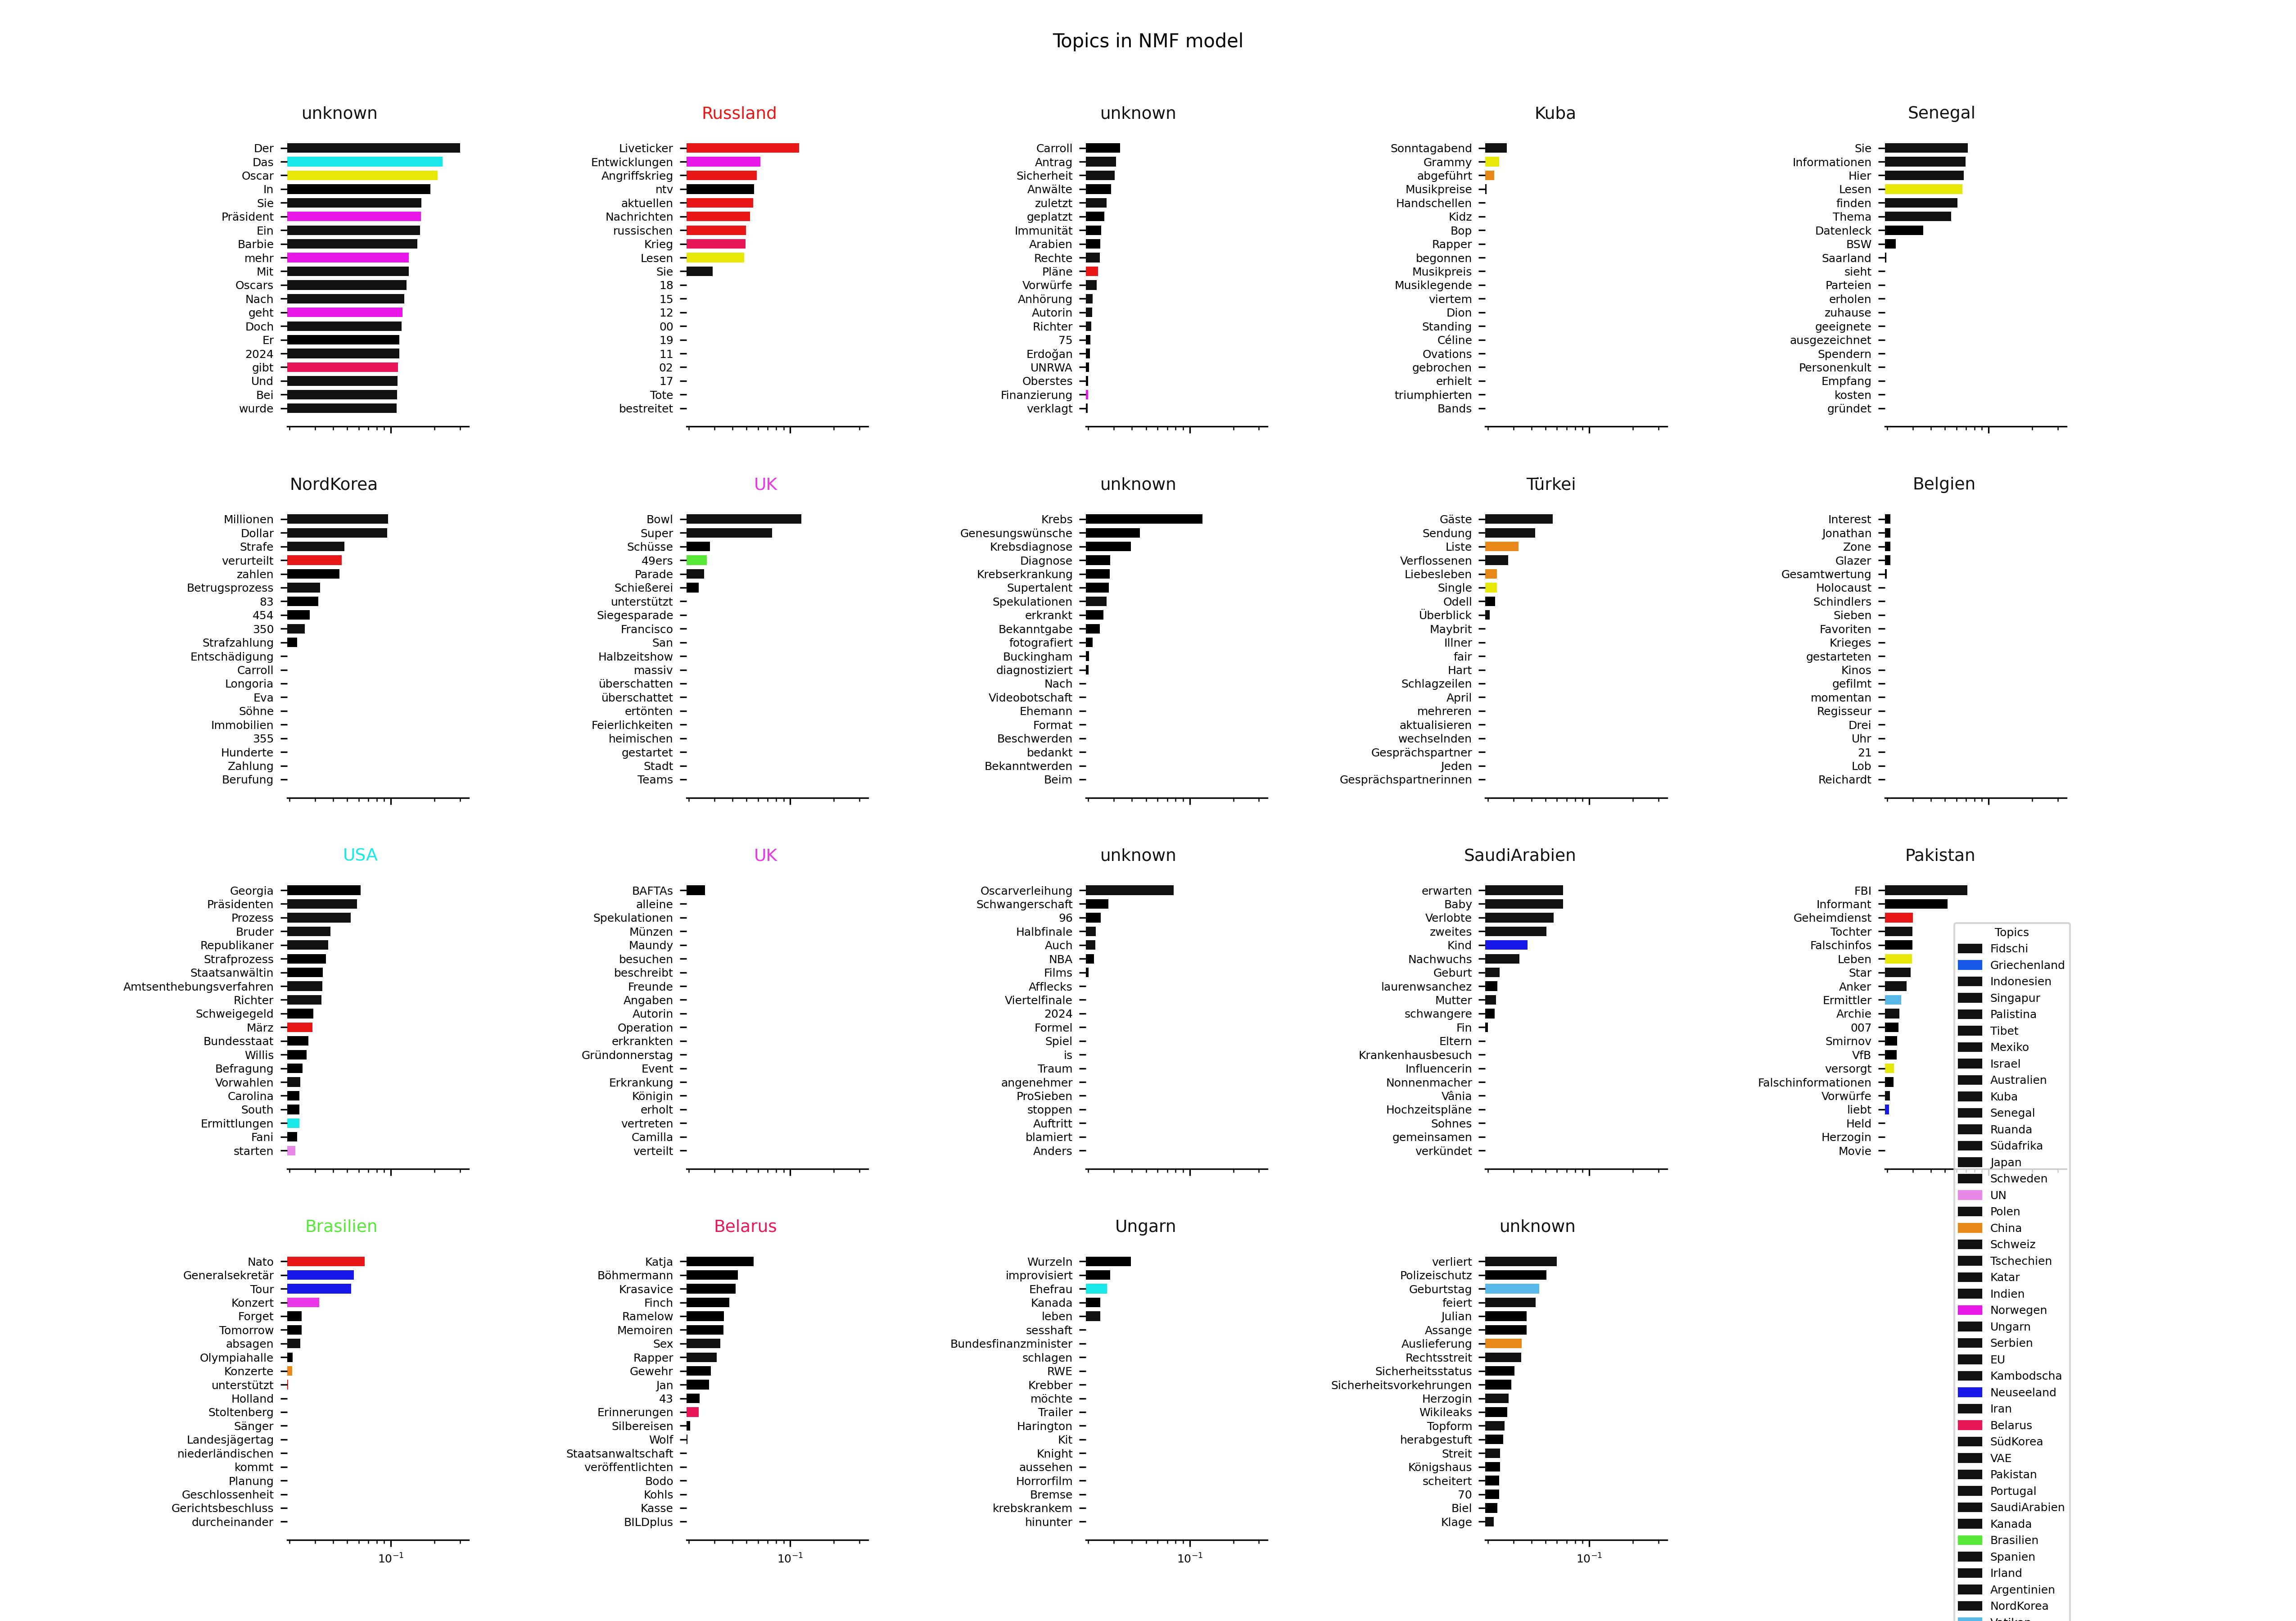 Topics in NMF model
unknown
Der
Das
Oscar
In
Sie
Präsident
Ein
Barbie
mehr
Mit
Oscars
Nach
geht
Doch
Er
2024
gibt
Und
Bei
wurde
Russland
Liveticker
Entwicklungen
Angriffskrieg
ntv
aktuellen
Nachrichten
russischen
Krieg
Lesen
Sie
18
15
12
00
19
11
02
17
Tote
bestreitet
unknown
Carroll
Antrag
Sicherheit
Anwälte
zuletzt
geplatzt
Immunität
Arabien
Rechte
Pläne
Vorwürfe
Anhörung
Autorin
Richter
75
Erdoğan
UNRWA
Oberstes
Finanzierung
verklagt
Kuba
Sonntagabend
Grammy
abgeführt
Musikpreise
Handschellen
Kidz
Bop
Rapper
begonnen
Musikpreis
Musiklegende
viertem
Dion
Standing
Céline
Ovations
gebrochen
erhielt
triumphierten
Bands
Senegal
Sie
Informationen
Hier
Lesen
finden
Thema
Datenleck
BSW
Saarland
sieht
Parteien
erholen
zuhause
geeignete
ausgezeichnet
Spendern
Personenkult
Empfang
kosten
gründet
NordKorea
Millionen
Dollar
Strafe
verurteilt
zahlen
Betrugsprozess
83
454
350
Strafzahlung
Entschädigung
Carroll
Longoria
Eva
Söhne
Immobilien
355
Hunderte
Zahlung
Berufung
UK
Bowl
Super
Schüsse
49ers
Parade
Schießerei
unterstützt
Siegesparade
Francisco
San
Halbzeitshow
massiv
überschatten
überschattet
ertönten
Feierlichkeiten
heimischen
gestartet
Stadt
Teams
unknown
Krebs
Genesungswünsche
Krebsdiagnose
Diagnose
Krebserkrankung
Supertalent
Spekulationen
erkrankt
Bekanntgabe
fotografiert
Buckingham
diagnostiziert
Nach
Videobotschaft
Ehemann
Format
Beschwerden
bedankt
Bekanntwerden
Beim
Türkei
Gäste
Sendung
Liste
Verflossenen
Liebesleben
Single
Odell
Überblick
Maybrit
Illner
fair
Hart
Schlagzeilen
April
mehreren
aktualisieren
wechselnden
Gesprächspartner
Jeden
Gesprächspartnerinnen
Belgien
Interest
Jonathan
Zone
Glazer
Gesamtwertung
Holocaust
Schindlers
Sieben
Favoriten
Krieges
gestarteten
Kinos
gefilmt
momentan
Regisseur
Drei
Uhr
21
Lob
Reichardt
USA
Georgia
Präsidenten
Prozess
Bruder
Republikaner
Strafprozess
Staatsanwältin
Amtsenthebungsverfahren
Richter
Schweigegeld
März
Bundesstaat
Willis
Befragung
Vorwahlen
Carolina
South
Ermittlungen
Fani
starten
UK
BAFTAs
alleine
Spekulationen
Münzen
Maundy
besuchen
beschreibt
Freunde
Angaben
Autorin
Operation
erkrankten
Gründonnerstag
Event
Erkrankung
Königin
erholt
vertreten
Camilla
verteilt
unknown
Oscarverleihung
Schwangerschaft
96
Halbfinale
Auch
NBA
Films
Afflecks
Viertelfinale
2024
Formel
Spiel
is
Traum
angenehmer
ProSieben
stoppen
Auftritt
blamiert
Anders
SaudiArabien
erwarten
Baby
Verlobte
zweites
Kind
Nachwuchs
Geburt
laurenwsanchez
Mutter
schwangere
Fin
Eltern
Krankenhausbesuch
Influencerin
Nonnenmacher
Vânia
Hochzeitspläne
Sohnes
gemeinsamen
verkündet
Pakistan
FBI
Informant
Geheimdienst
Tochter
Falschinfos
Leben
Star
Anker
Ermittler
Archie
007
Smirnov
VfB
versorgt
Falschinformationen
Vorwürfe
liebt
Held
Herzogin
Movie
Brasilien
Nato
Generalsekretär
Tour
Konzert
Forget
Tomorrow
absagen
Olympiahalle
Konzerte
unterstützt
Holland
Stoltenberg
Sänger
Landesjägertag
niederländischen
kommt
Planung
Geschlossenheit
Gerichtsbeschluss
durcheinander
10⁻¹
Belarus
Katja
Böhmermann
Krasavice
Finch
Ramelow
Memoiren
Sex
Rapper
Gewehr
Jan
43
Erinnerungen
Silbereisen
Wolf
Staatsanwaltschaft
veröffentlichten
Bodo
Kohls
Kasse
BILDplus
10⁻¹
Ungarn
Wurzeln
improvisiert
Ehefrau
Kanada
leben
sesshaft
Bundesfinanzminister
schlagen
RWE
Krebber
möchte
Trailer
Harington
Kit
Knight
aussehen
Horrorfilm
Bremse
krebskrankem
hinunter
10⁻¹
unknown
verliert
Polizeischutz
Geburtstag
feiert
Julian
Assange
Auslieferung
Rechtsstreit
Sicherheitsstatus
Sicherheitsvorkehrungen
Herzogin
Wikileaks
Topform
herabgestuft
Streit
Königshaus
scheitert
70
Biel
Klage
10⁻¹
Topics
Fidschi
Griechenland
Indonesien
Singapur
Palistina
Tibet
Mexiko
Israel
Australien
Kuba
Senegal
Ruanda
Südafrika
Japan
Schweden
UN
Polen
China
Schweiz
Tschechien
Katar
Indien
Norwegen
Ungarn
Serbien
EU
Kambodscha
Neuseeland
Iran
Belarus
SüdKorea
VAE
Pakistan
Portugal
SaudiArabien
Kanada
Brasilien
Spanien
Irland
Argentinien
NordKorea